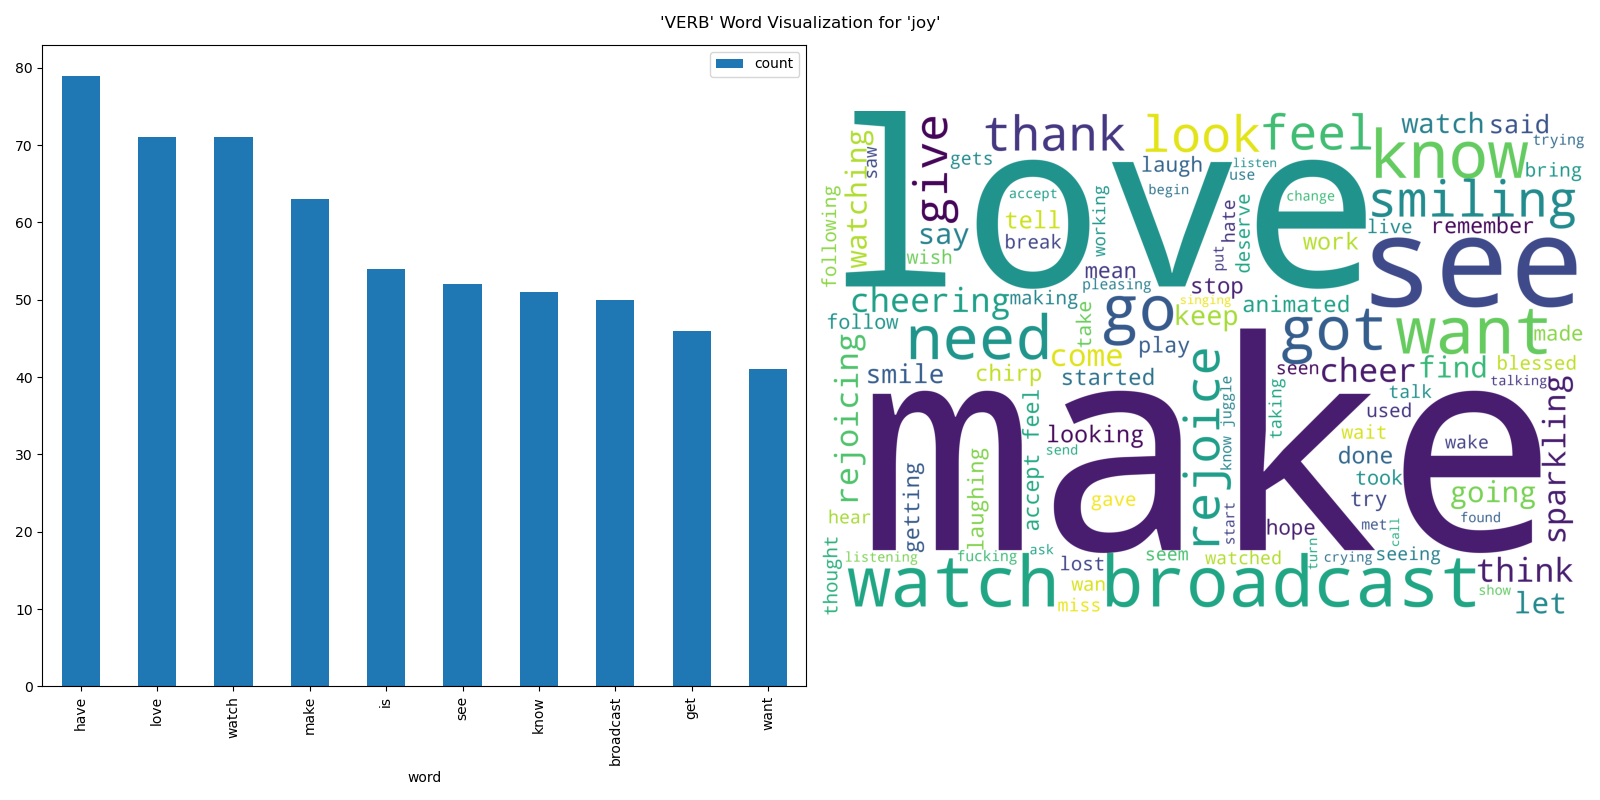 'VERB' Word Visualization for 'joy'
count
80
70
60
50
40
30
20
10
0
have
love
watch
make
is
see
know
broadcast
get
want
word
love
make
see
watch
broadcast
know
want
need
go
got
give
thank
look
feel
smiling
watch
said
trying
bring
remember
live
work
change
listen
use
laugh
begin
gets
accept
tell
break
working
hate
put
deserve
saw
watching
following
say
wish
mean
pleasing
making
stop
singing
keep
animated
cheering
follow
take
play
come
started
chirp
smile
rejoicing
made
blessed
find
cheer
seen
talking
talk
used
wait
done
took
try
wake
going
found
sparkling
taking
know juggle
rejoice
looking
send
accept feel
laughing
getting
gave
hear
start
hope
met
call
turn
crying
seeing
watched
seem
ask
fucking
listening
thought
lost
wan
miss
think
show
let